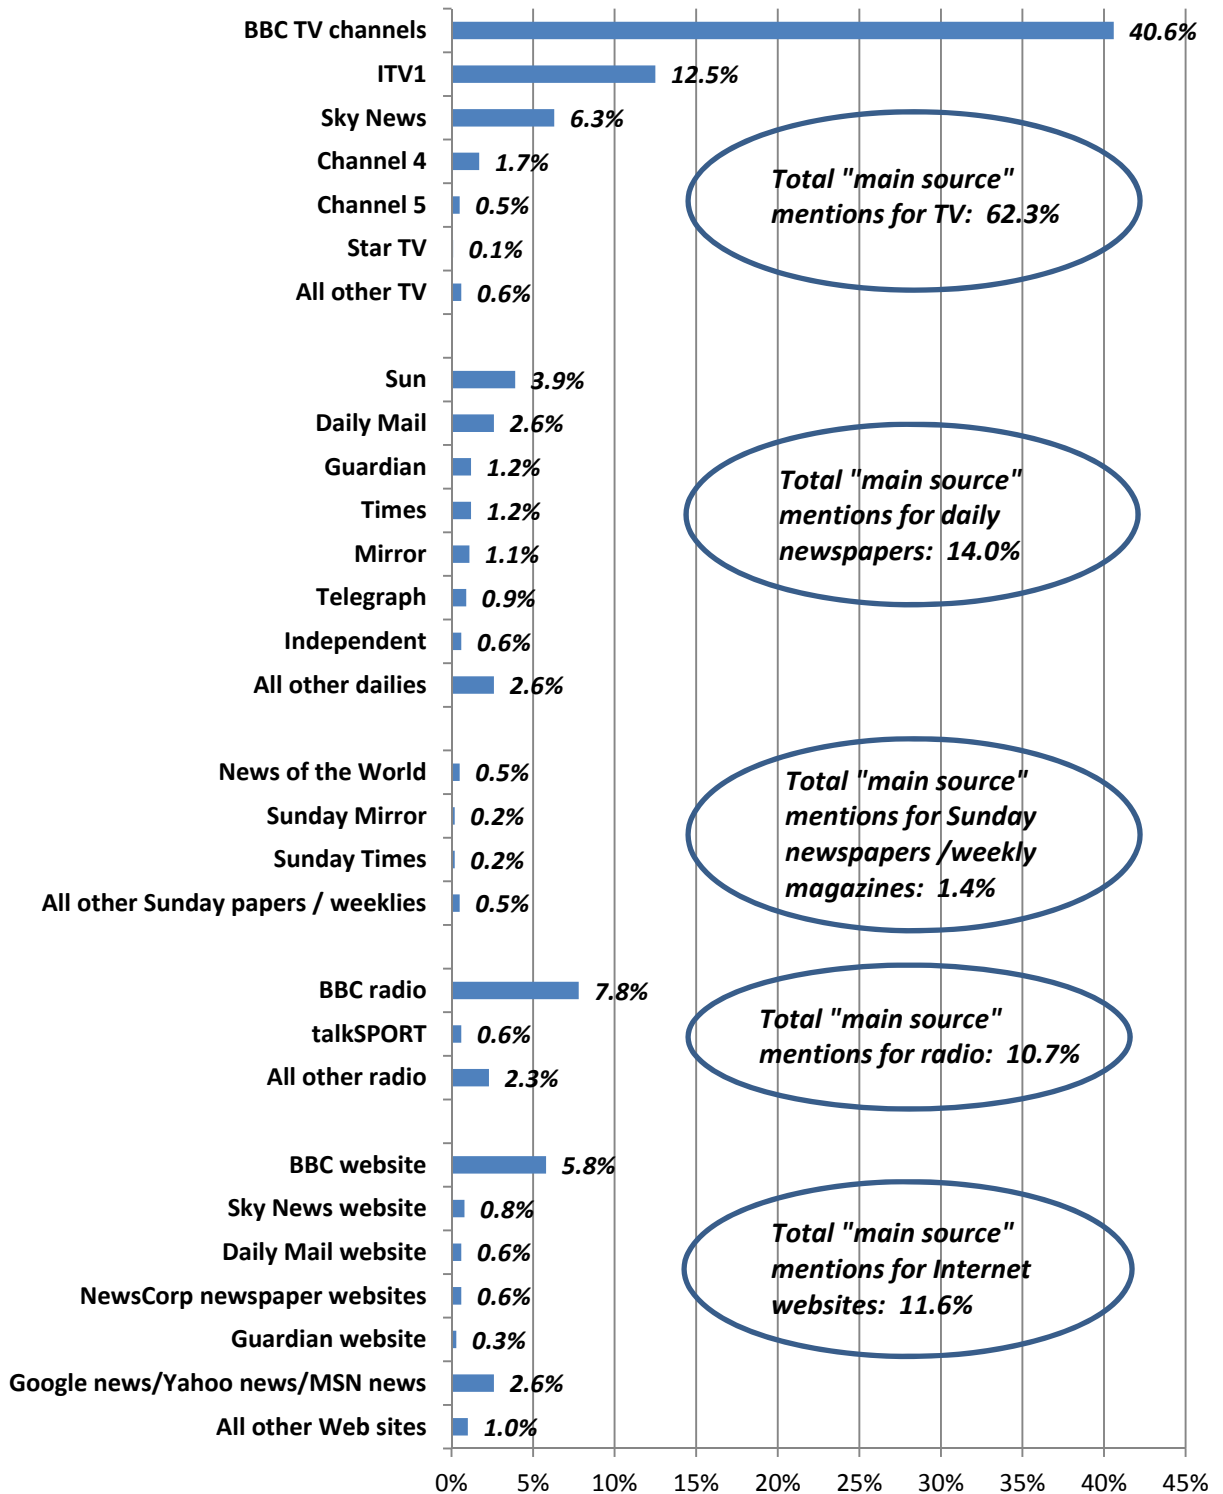 BBC TV channels 40.6%
ITV1 12.5%
Sky News 6.3%
Channel 4 1.7%
Channel 5 0.5%
Star TV 0.1%
All other TV 0.6%
Total "main source"
mentions for TV: 62.3%
Sun 3.9%
Daily Mail 2.6%
Guardian 1.2%
Times 1.2%
Mirror 1.1%
Telegraph 0.9%
Independent 0.6%
All other dailies 2.6%
Total "main source"
mentions for daily
newspapers: 14.0%
News of the World 0.5%
Sunday Mirror 0.2%
Sunday Times 0.2%
All other Sunday papers / weeklies 0.5%
Total "main source"
mentions for Sunday
newspapers /weekly
magazines: 1.4%
BBC radio 7.8%
talkSPORT 0.6%
All other radio 2.3%
Total "main source"
mentions for radio: 10.7%
BBC website 5.8%
Sky News website 0.8%
Daily Mail website 0.6%
NewsCorp newspaper websites 0.6%
Guardian website 0.3%
Google news/Yahoo news/MSN news 2.6%
All other Web sites 1.0%
Total "main source"
mentions for Internet
websites: 11.6%
0% 5% 10% 15% 20% 25% 30% 35% 40% 45%